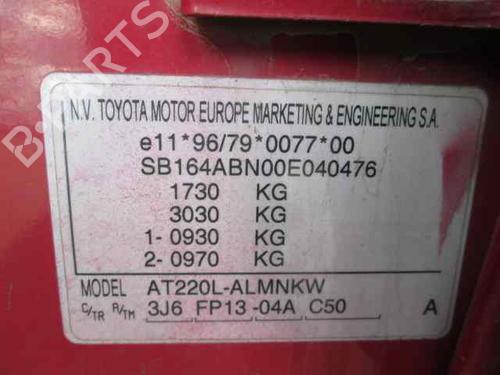 N.V. TOYOTA MOTOR EUROPE MARKETING & ENGINEERING S.A.
e11*96/79*0077*00
SB164ABN00E040476
1730 KG
3030 KG
1- 0930 KG
2- 0970 KG
MODEL AT220L-ALMNKW
C/TR R/TM 3J6 FP13 -04A C50 A
B-PARTS